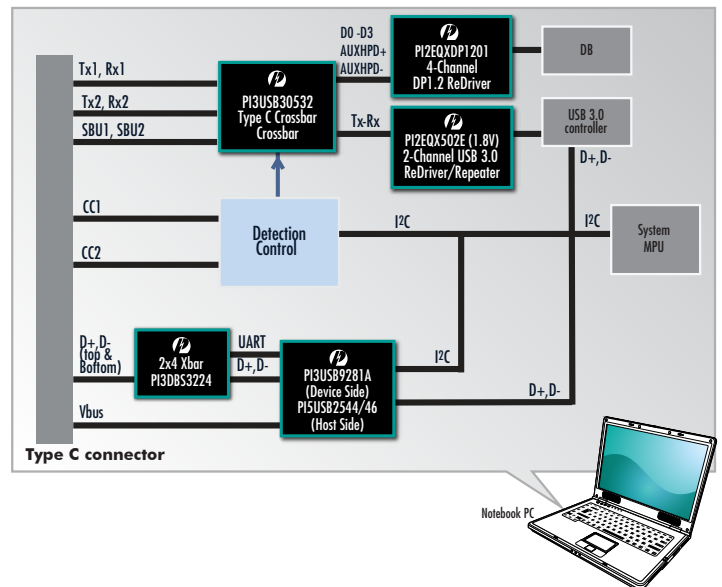 D0 -D3
AUXHPD+
AUXHPD-
PI2EQXDP1201
4-Channel
DP1.2 ReDriver
DB
Tx1, Rx1
Tx2, Rx2
SBU1, SBU2
PI3USB30532
Type C Crossbar
Crossbar
Tx-Rx
PI2EQX502E (1.8V)
2-Channel USB 3.0
ReDriver/Repeater
USB 3.0
controller
D+,D-
CC1
CC2
Detection
Control
I2C
I2C
System
MPU
D+,D-
(top &
Bottom)
2x4 Xbar
PI3DBS3224
UART
D+,D-
PI3USB9281A
(Device Side)
PI5USB2544/46
(Host Side)
I2C
D+,D-
Vbus
Type C connector
Notebook PC